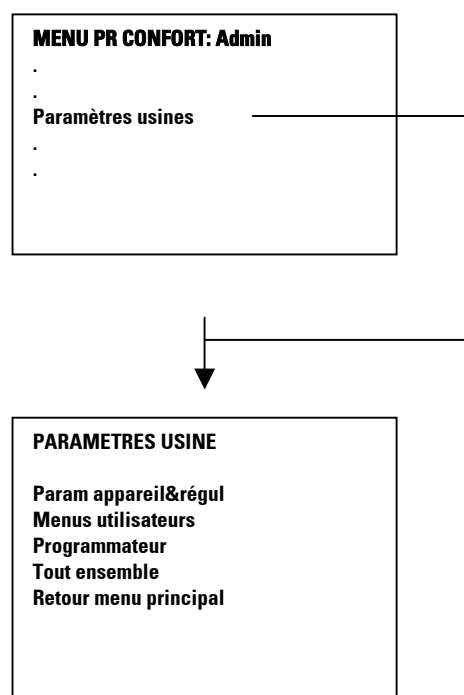 MENU PR CONFORT: Admin
.
.
Paramètres usines
.
.
PARAMETRES USINE
Param appareil&régul
Menus utilisateurs
Programmateur
Tout ensemble
Retour menu principal